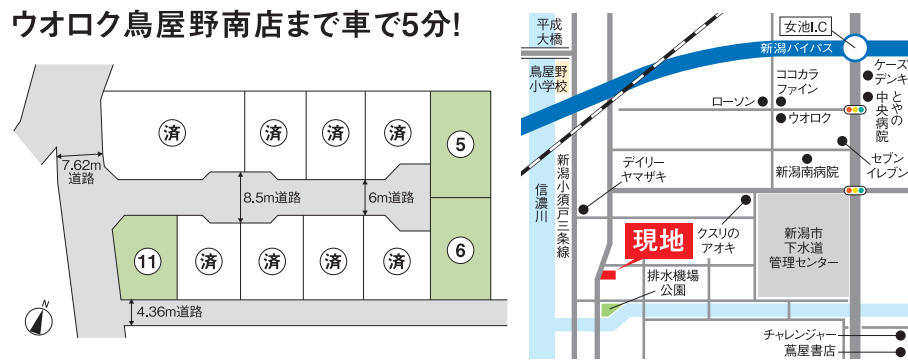 ウオロク鳥屋野南店まで車で5分!
済
済
済
済
5
7.62m
道路
8.5m道路
6m道路
11
済
済
済
済
6
4.36m道路
N
平成
大橋
女池I.C
新潟バイパス
鳥屋野
小学校
ココカラ
ファイン
ケーズ
デンキ
ローソン
ウオロク
とやの
中央病院
セブン
イレブン
新潟南病院
デイリー
ヤマザキ
信濃川
新潟小須戸三条線
クスリの
アオキ
新潟市
下水道
管理センター
現地
排水機場
公園
チャレンジャー
蔦屋書店